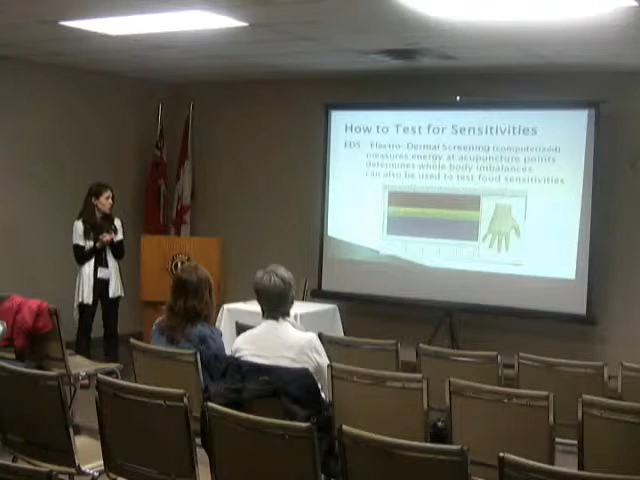 How to Test for Sensitivities
EDS - Electro- Dermal Screening (computerized)
measures energy at acupuncture points
determines whole body imbalances
can also be used to test food sensitivities